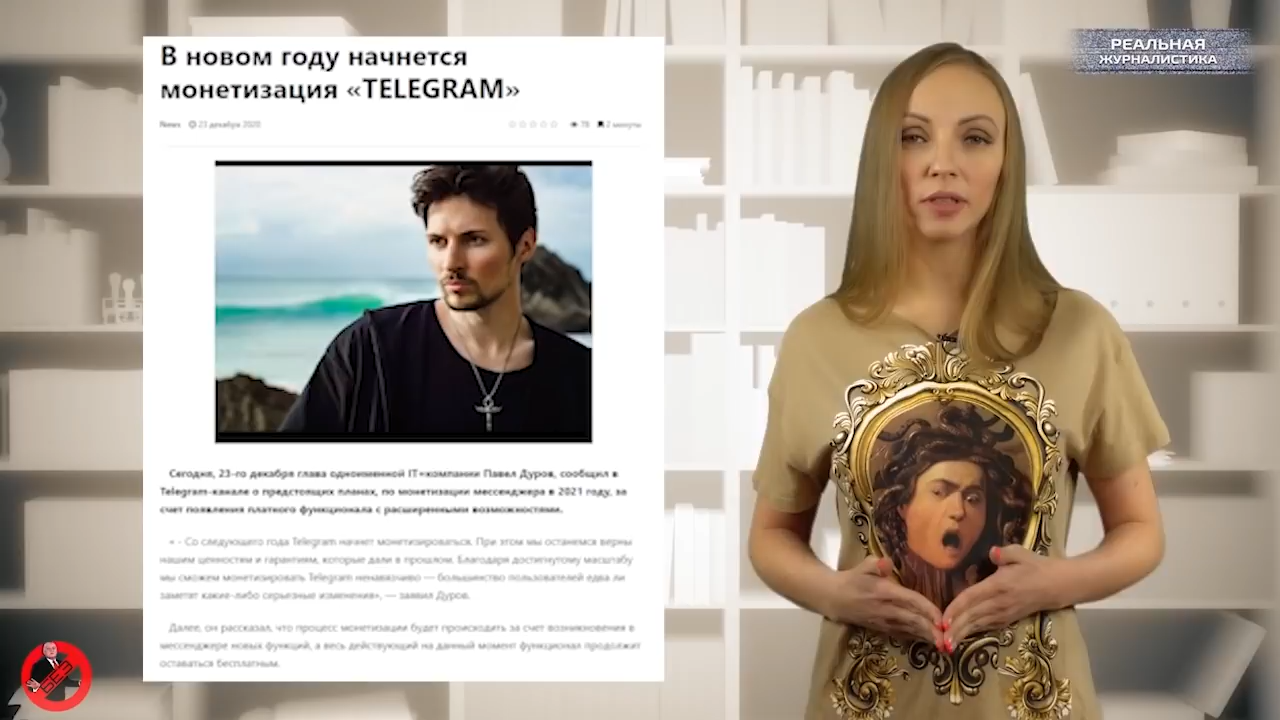 В новом году начнется
монетизация «TELEGRAM»
News 23 декабря 2020
78 2 минуты
Сегодня, 23-го декабря глава одноименной IT-компании Павел Дуров, сообщил в
Telegram-канале о предстоящих планах, по монетизации мессенджера в 2021 году, за
счет появления платного функционала с расширенными возможностями.
« - Со следующего года Telegram начнет монетизироваться. При этом мы останемся верны
нашим ценностям и гарантиям, которые дали в прошлом. Благодаря достигнутому масштабу
мы сможем монетизировать Telegram ненавязчиво — большинство пользователей едва ли
заметят какие-либо серьезные изменения», — заявил Дуров.
Далее, он рассказал, что процесс монетизации будет происходить за счет возникновения в
мессенджере новых функций, а весь действующий на данный момент функционал продолжит
оставаться бесплатным.
РЕАЛЬНАЯ
ЖУРНАЛИСТИКА
БЕЗ